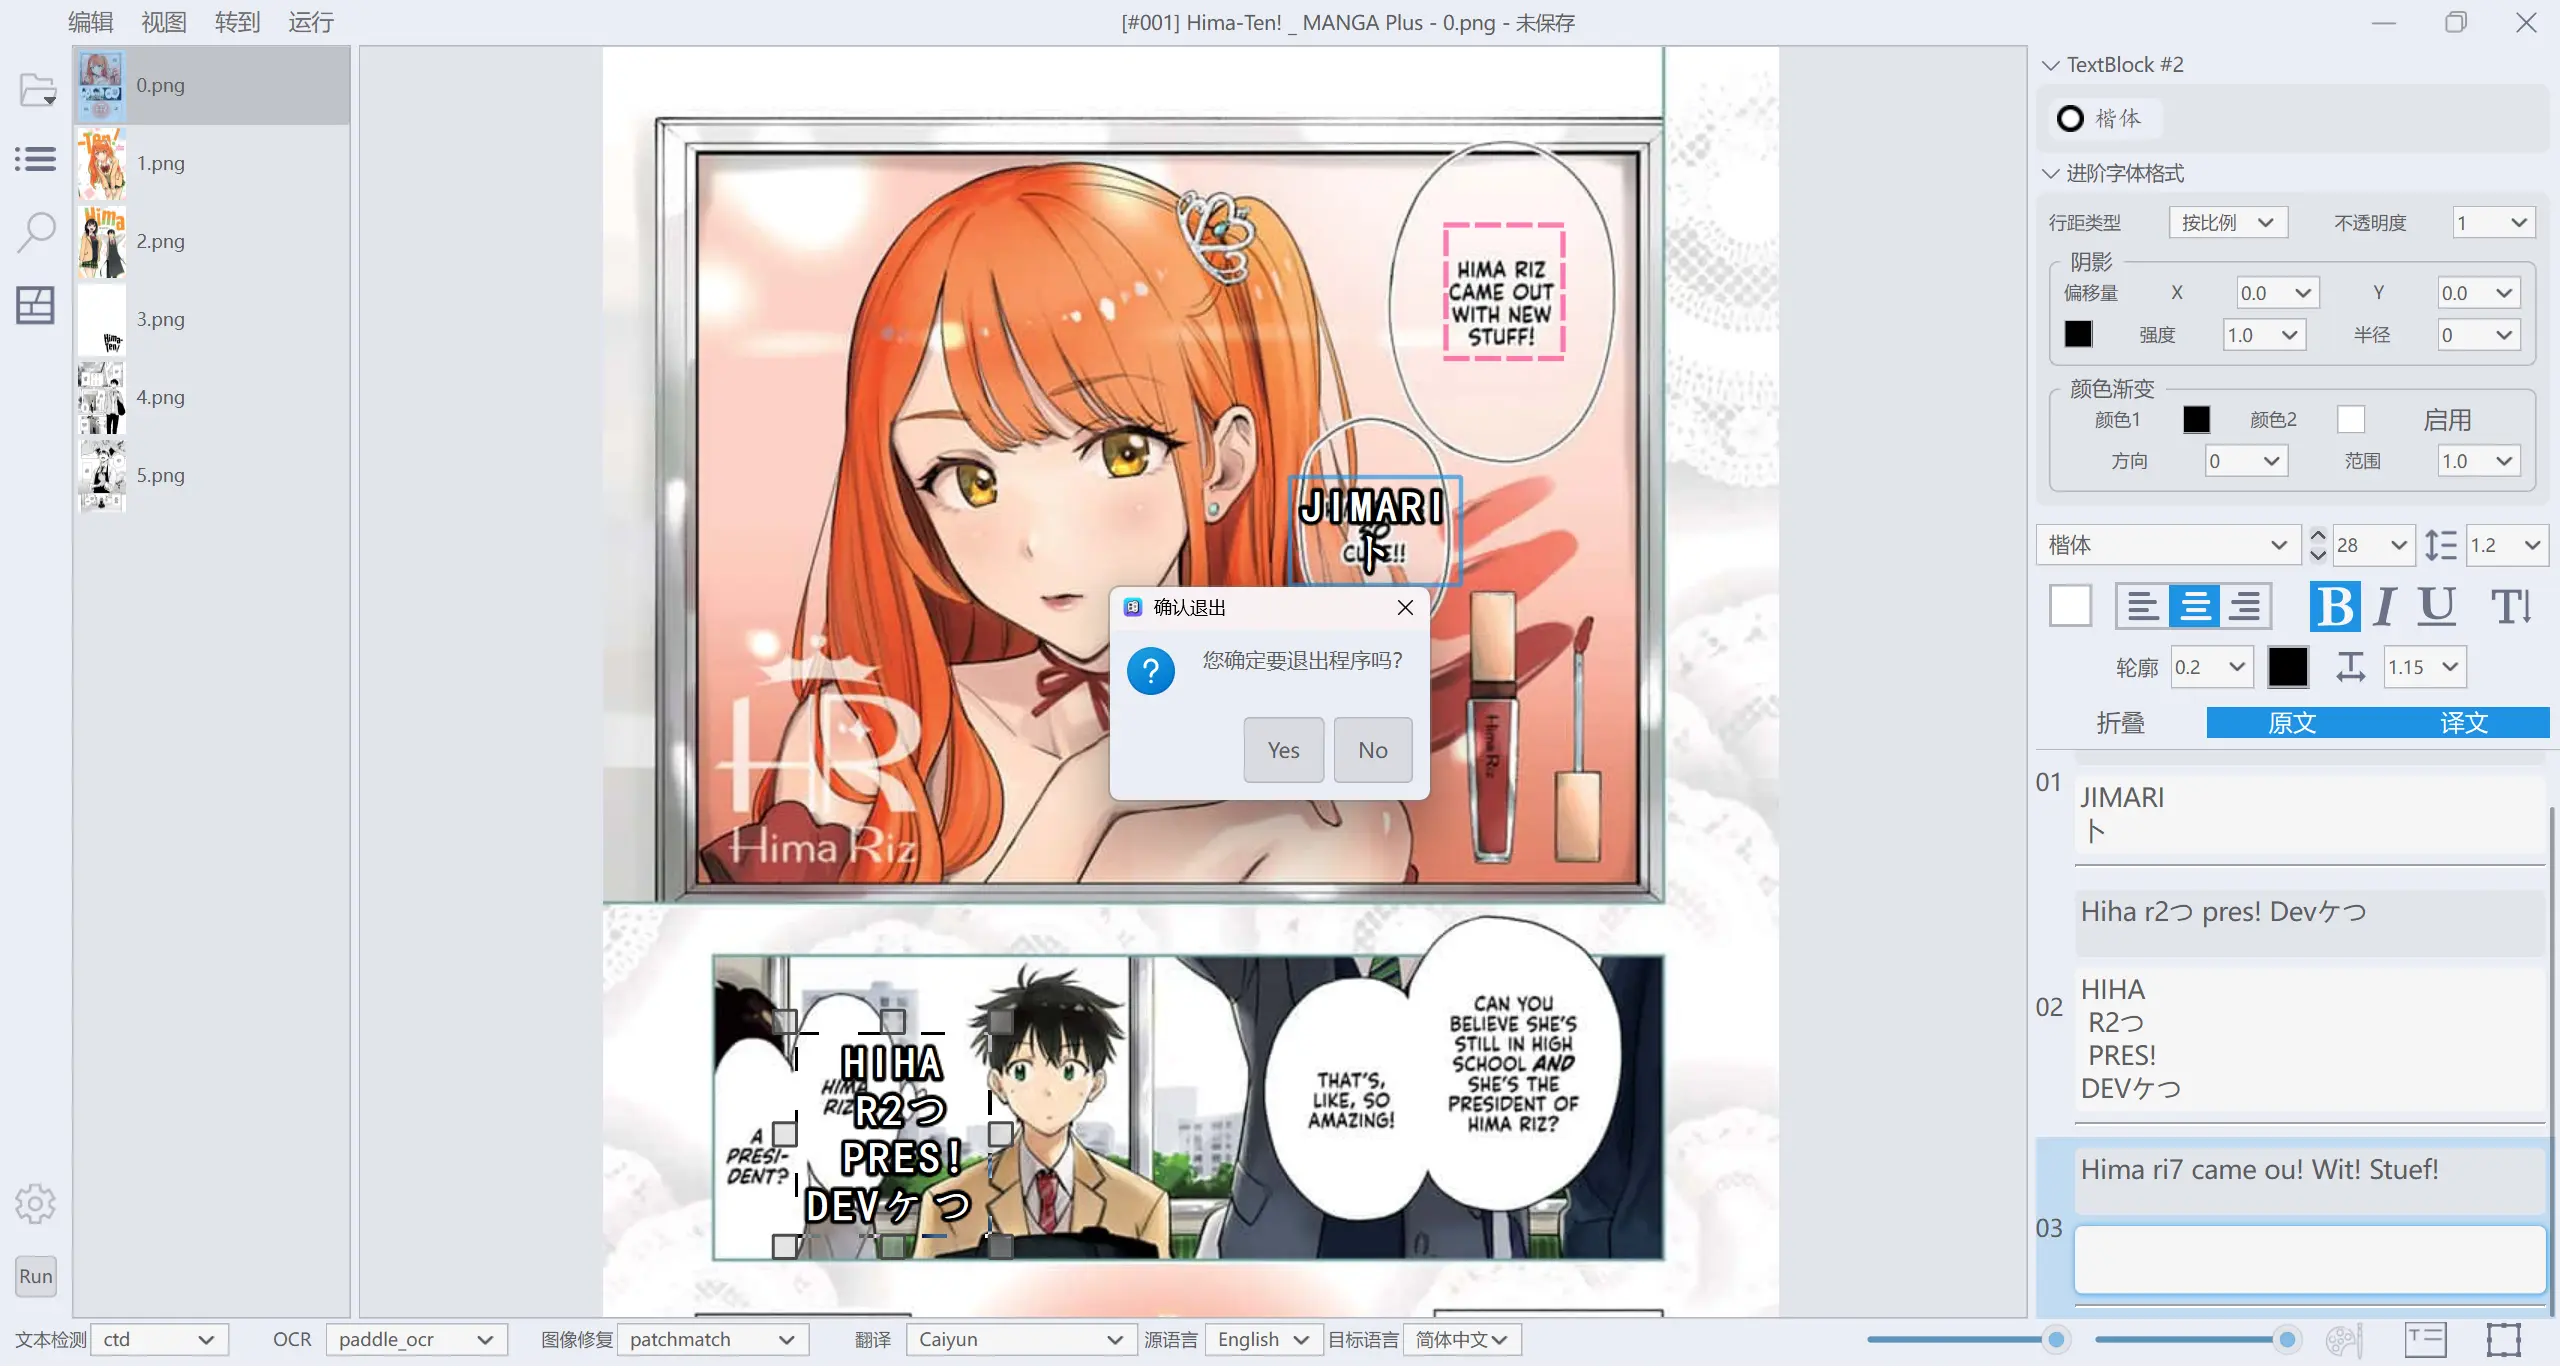 编辑 视图 转到 运行
[#001] Hima-Ten! _ MANGA Plus - 0.png - 未保存
0.png
1.png
2.png
3.png
4.png
5.png
Run
HIMA RIZ
CAME OUT
WITH NEW
STUFF!
JIMARI
ト
HR
Hima Riz
Hima Riz
确认退出
您确定要退出程序吗?
Yes No
HIHA
R2つ
PRES!
DEVケつ
A
PRESI-
DENT?
THAT'S,
LIKE, SO
AMAZING!
CAN YOU
BELIEVE SHE'S
STILL IN HIGH
SCHOOL AND
SHE'S THE
PRESIDENT OF
HIMA RIZ?
TextBlock #2
楷体
进阶字体格式
行距类型 按比例 不透明度 1
阴影
偏移量 X 0.0 Y 0.0
强度 1.0 半径 0
颜色渐变
颜色1 颜色2 启用
方向 0 范围 1.0
楷体 28 1.2
B I U T
轮廓 0.2 1.15
折叠 原文 译文
01
JIMARI
ト
Hiha r2つ pres! Devケつ
02
HIHA
R2つ
PRES!
DEVケつ
03
Hima ri7 came ou! Wit! Stuef!
文本检测 ctd OCR paddle_ocr 图像修复 patchmatch 翻译 Caiyun 源语言 English 目标语言 简体中文